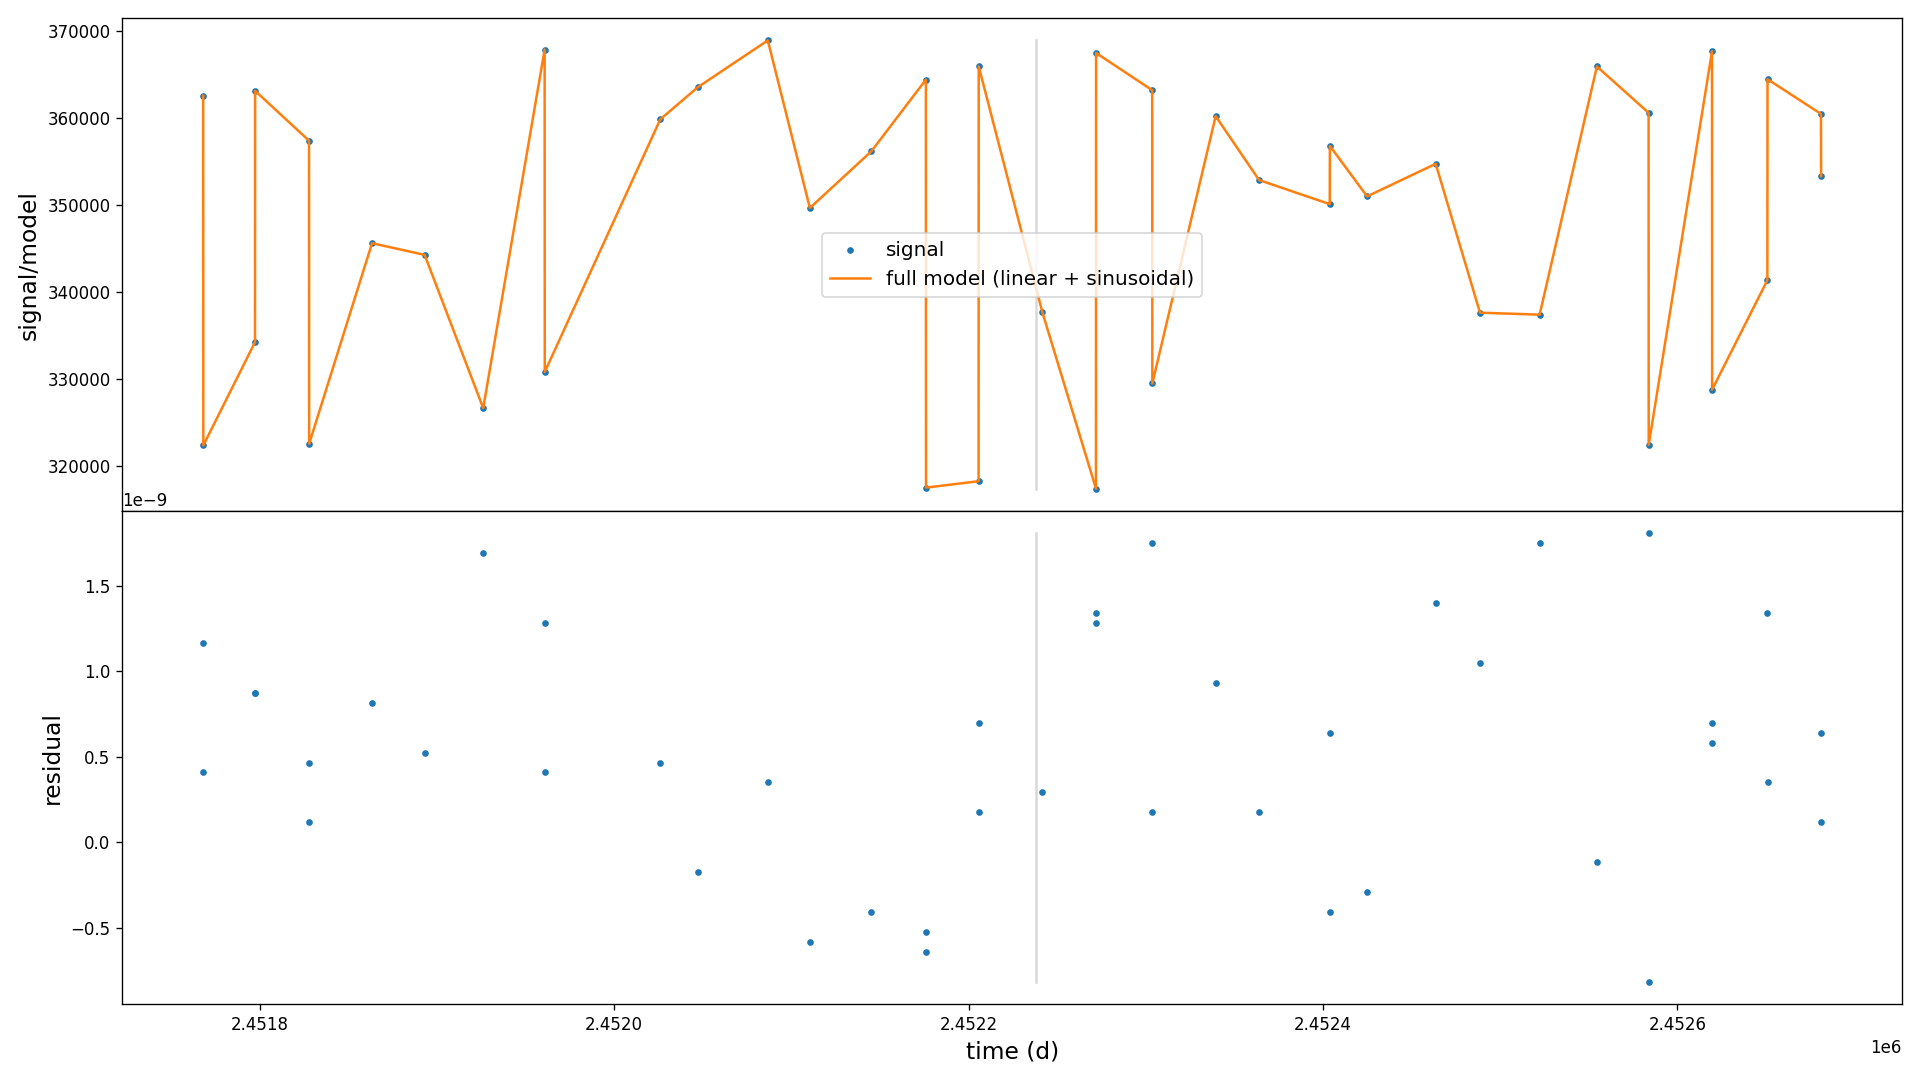 370000
360000
350000
340000
330000
320000
signal/model
signal
full model (linear + sinusoidal)
1e−9
1.5
1.0
0.5
0.0
−0.5
residual
2.4518
2.4520
2.4522
2.4524
2.4526
time (d)
1e6